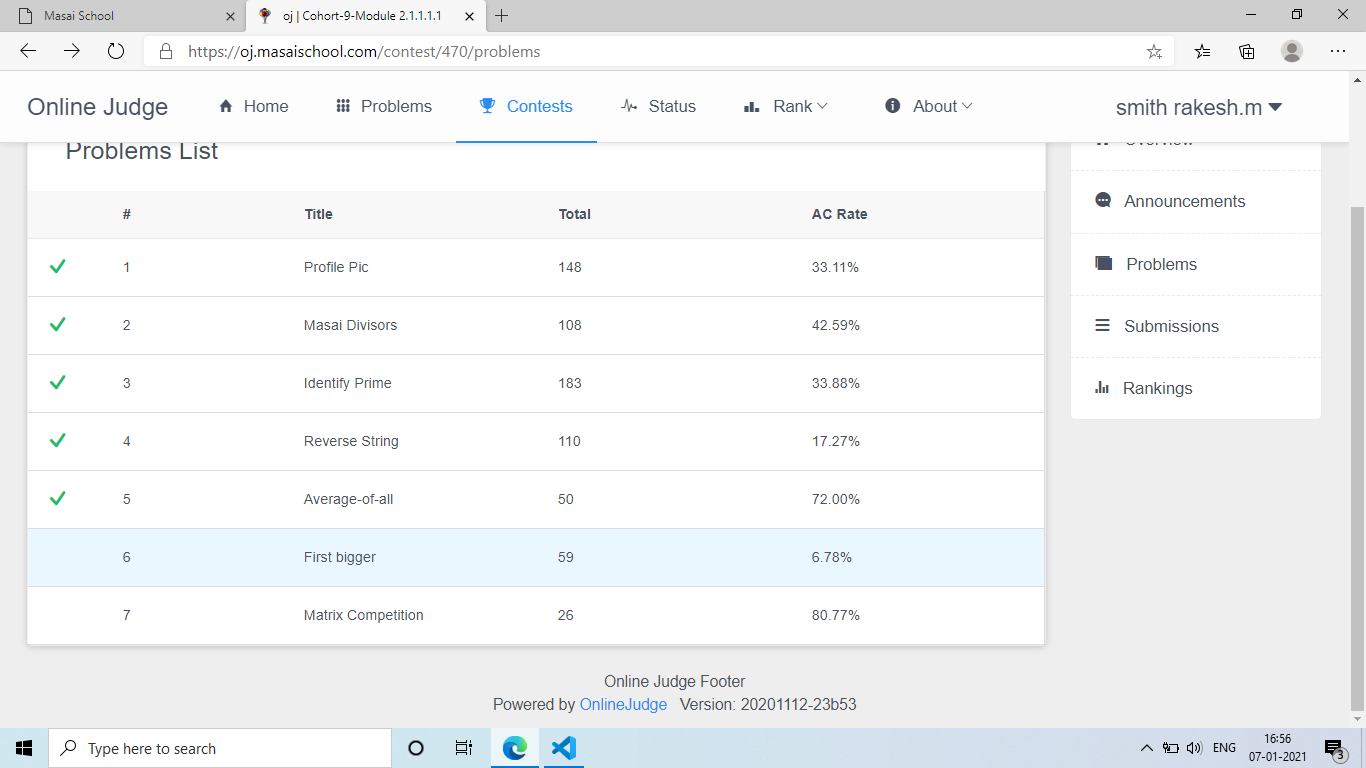 Masai School
oj | Cohort-9-Module 2.1.1.1.1
https://oj.masaischool.com/contest/470/problems
Online Judge Home Problems Contests Status Rank About smith rakesh.m
Problems List
# Title Total AC Rate
1 Profile Pic 148 33.11%
2 Masai Divisors 108 42.59%
3 Identify Prime 183 33.88%
4 Reverse String 110 17.27%
5 Average-of-all 50 72.00%
6 First bigger 59 6.78%
7 Matrix Competition 26 80.77%
Overview
Announcements
Problems
Submissions
Rankings
Online Judge Footer
Powered by OnlineJudge Version: 20201112-23b53
Type here to search
ENG
16:56
07-01-2021
3